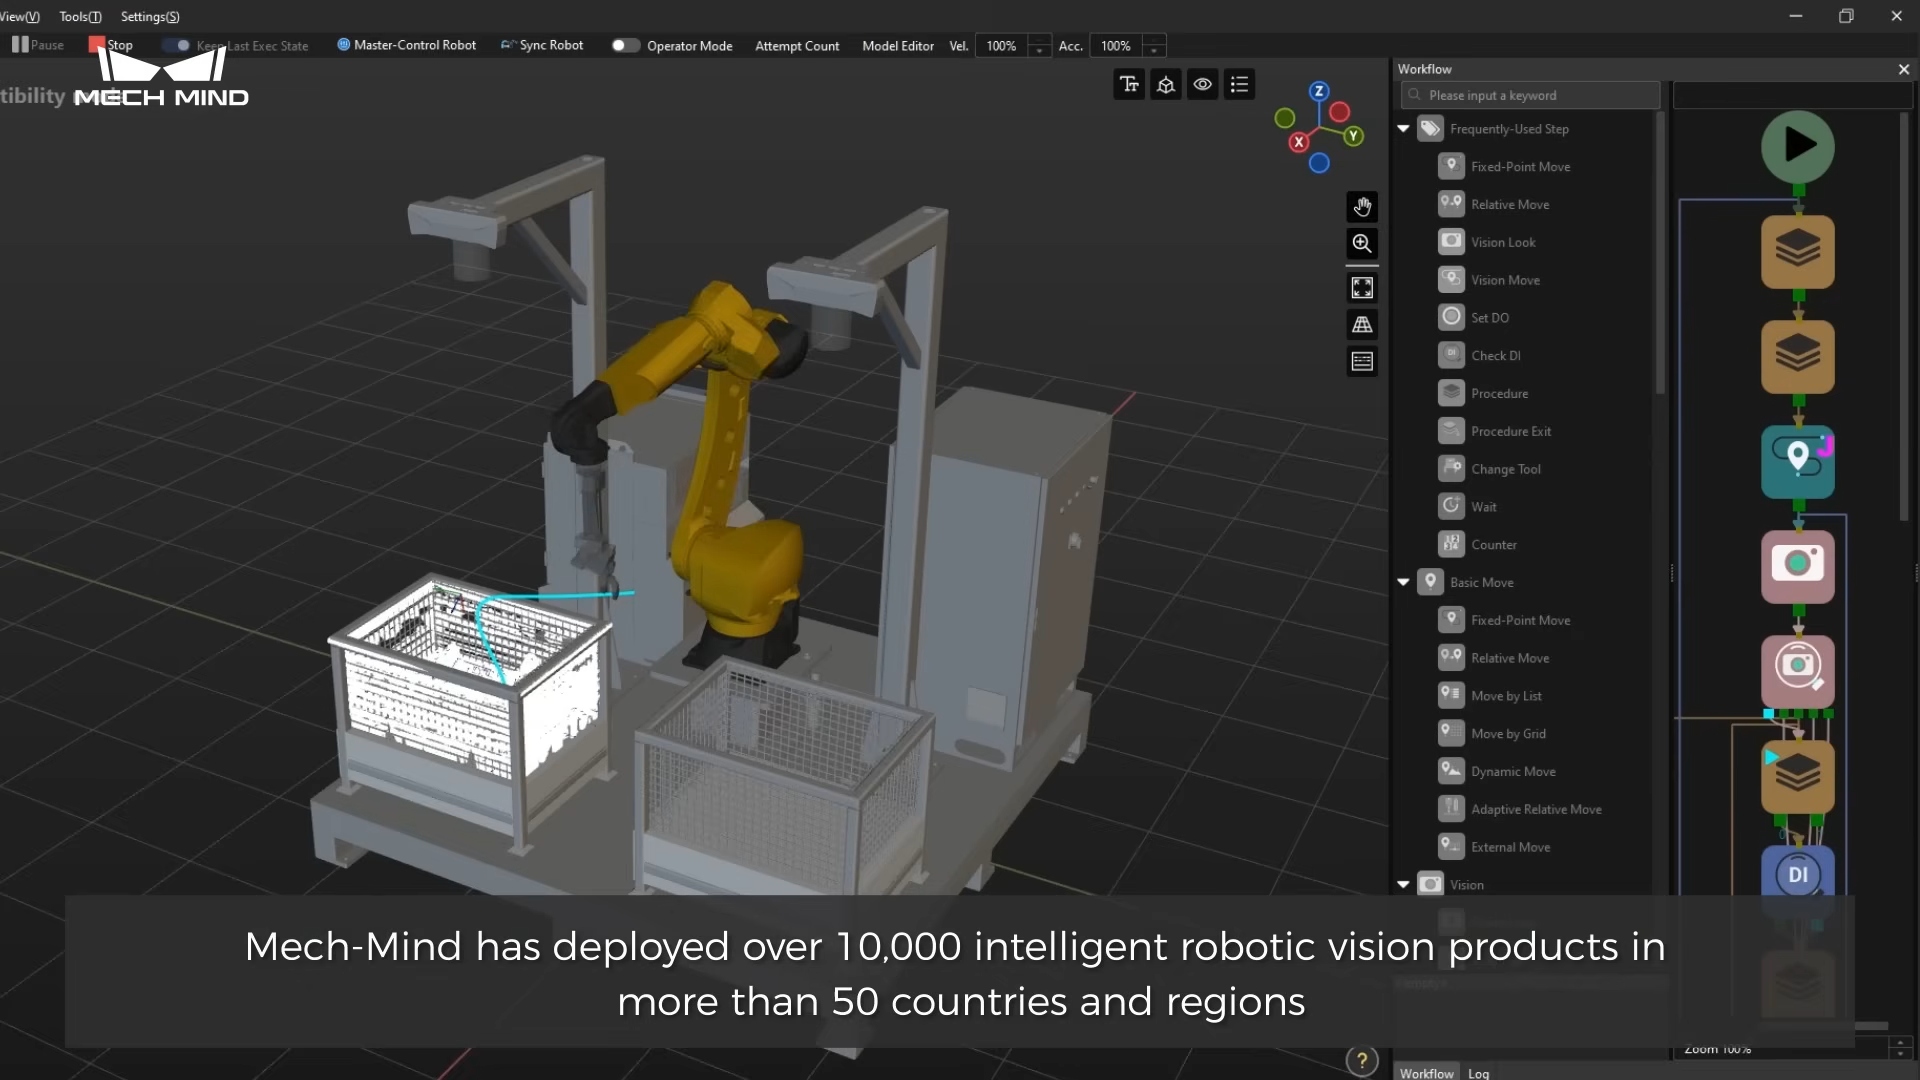 View(V) Tools(T) Settings(S)
Pause Stop Keep Last Exec State Master-Control Robot Sync Robot Operator Mode Attempt Count Model Editor Vel. 100% Acc. 100%
MECH MIND
Workflow
Please input a keyword
Frequently-Used Step
Fixed-Point Move
Relative Move
Vision Look
Vision Move
Set DO
Check DI
Procedure
Procedure Exit
Change Tool
Wait
Counter
Basic Move
Fixed-Point Move
Relative Move
Move by List
Move by Grid
Dynamic Move
Adaptive Relative Move
External Move
Vision
Z
Y
X
J
DI
Mech-Mind has deployed over 10,000 intelligent robotic vision products in
more than 50 countries and regions
Zoom 100%
Workflow Log